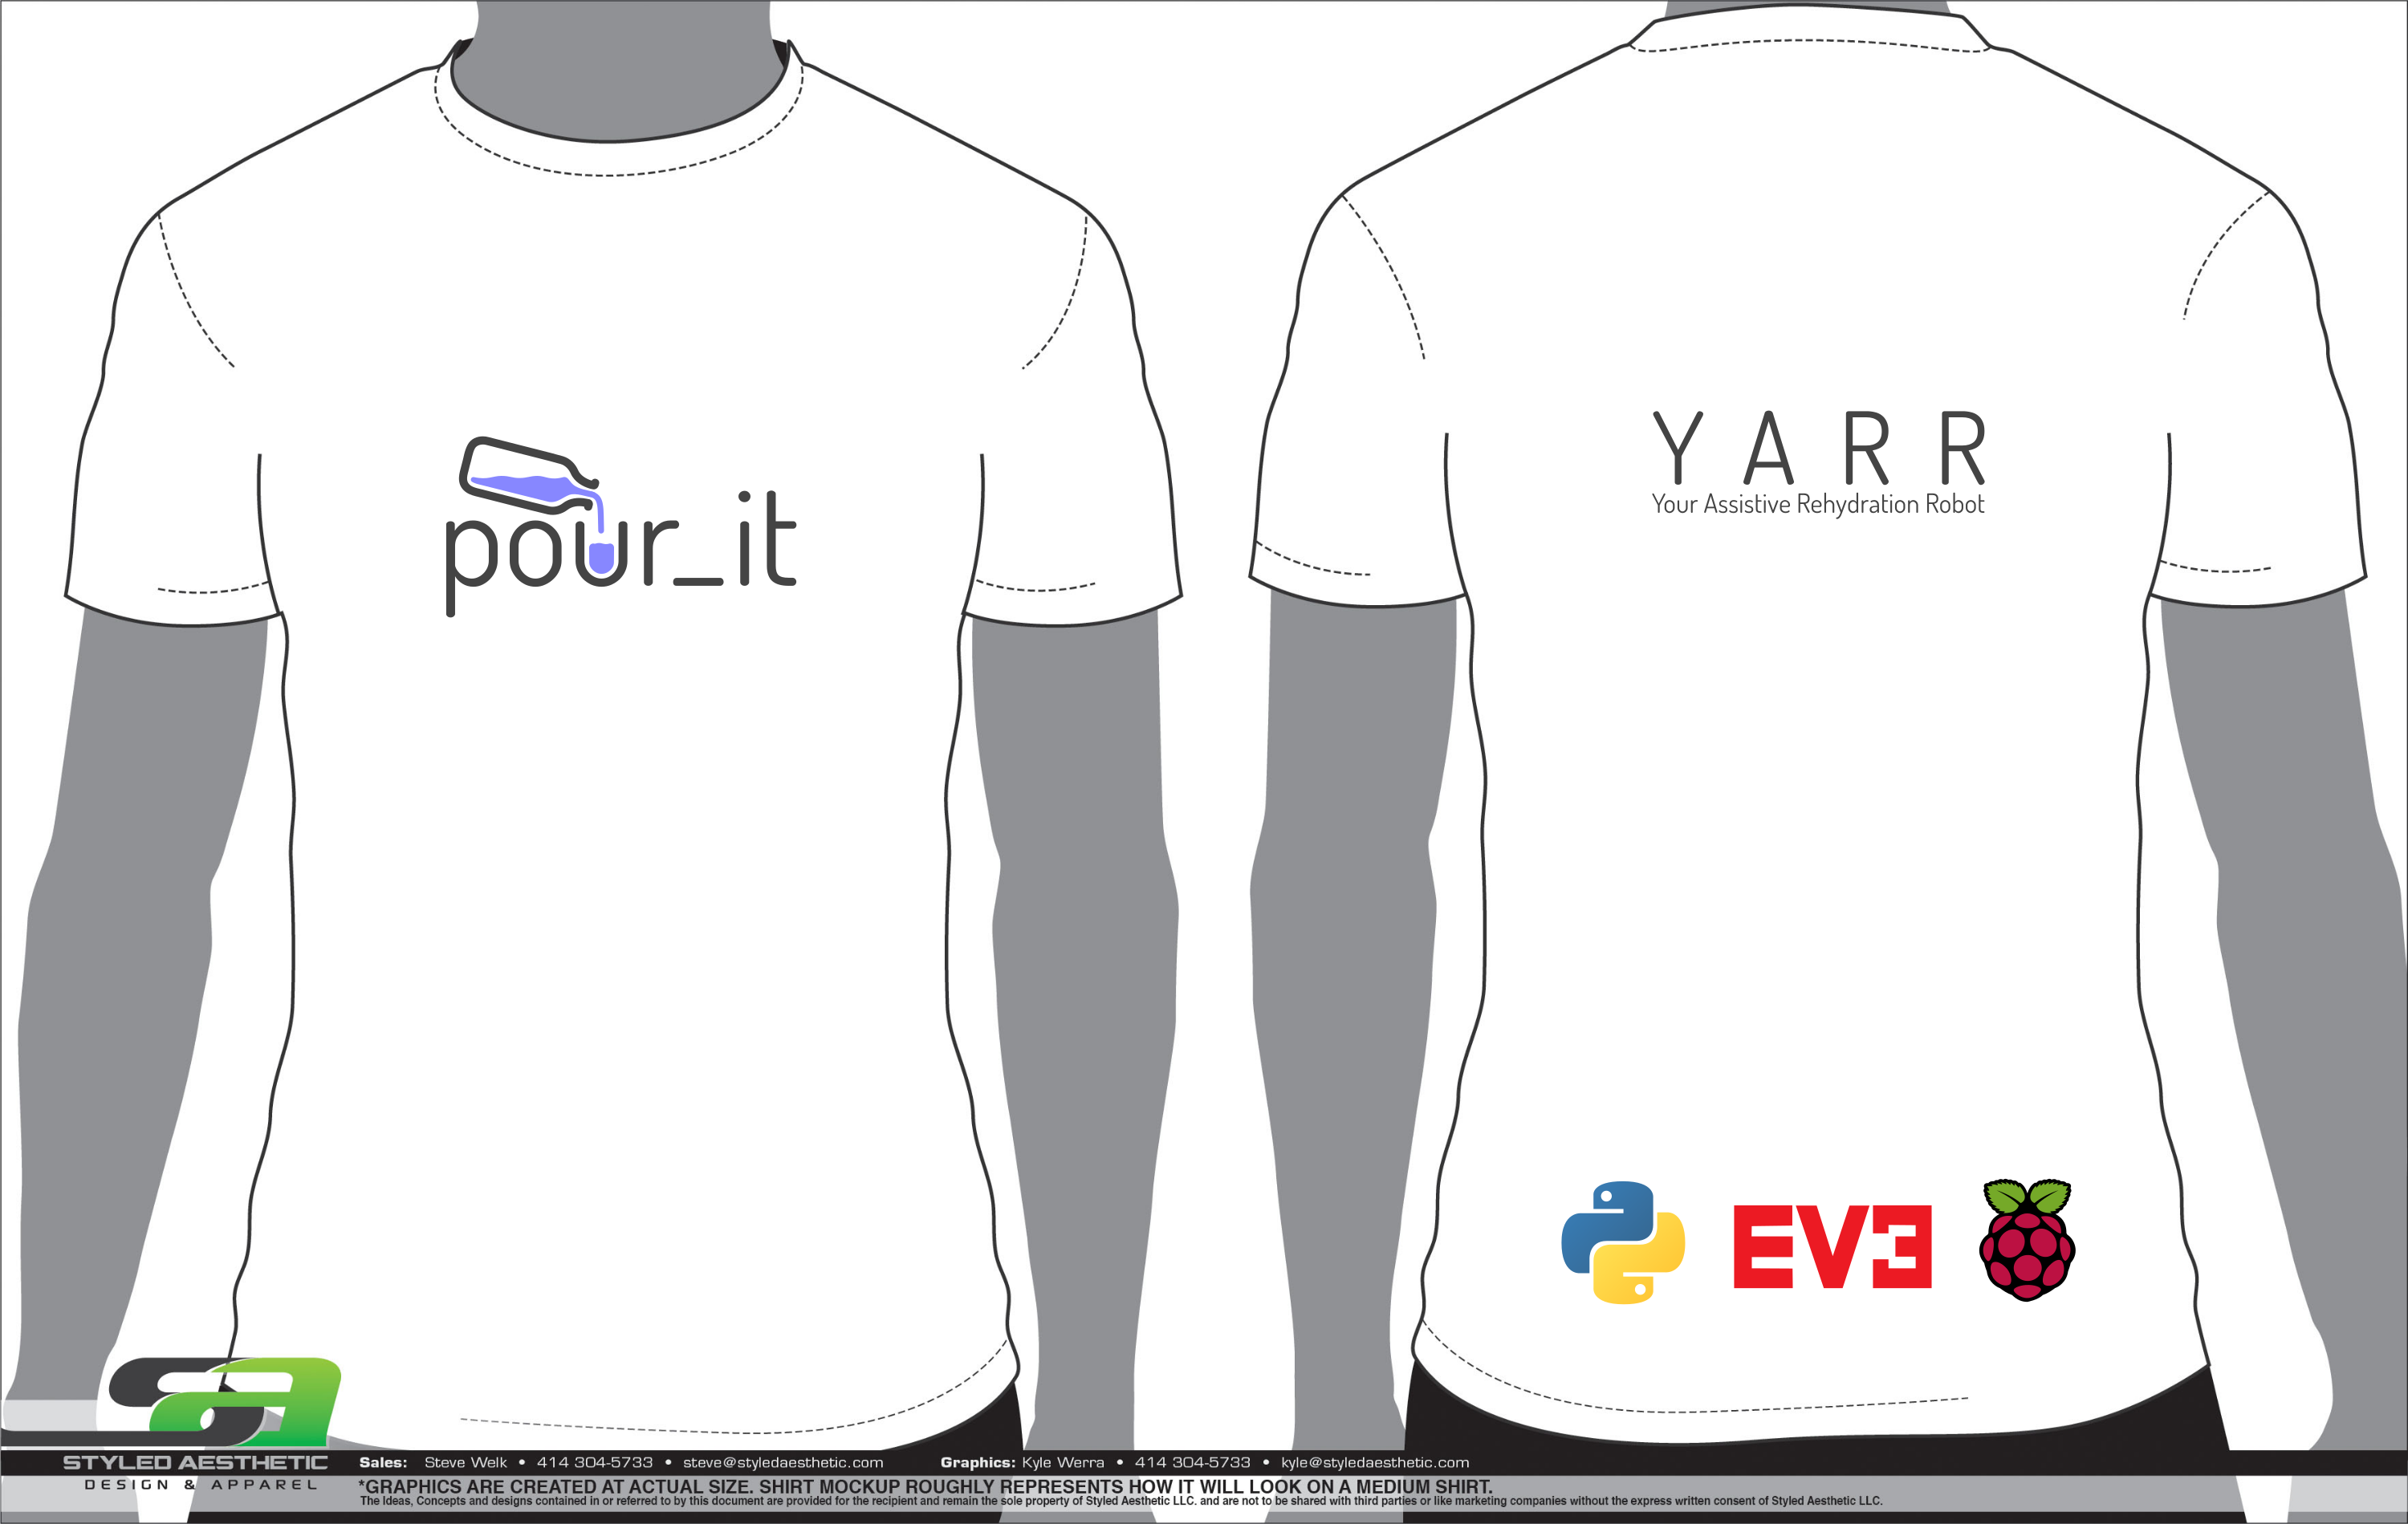 pour_it
Y A R R
Your Assistive Rehydration Robot
EV3
STYLED AESTHETIC
DESIGN & APPAREL
Sales: Steve Welk • 414 304-5733 • steve@styledaesthetic.com Graphics: Kyle Werra • 414 304-5733 • kyle@styledaesthetic.com
*GRAPHICS ARE CREATED AT ACTUAL SIZE. SHIRT MOCKUP ROUGHLY REPRESENTS HOW IT WILL LOOK ON A MEDIUM SHIRT.
The Ideas, Concepts and designs contained in or referred to by this document are provided for the recipient and remain the sole property of Styled Aesthetic LLC. and are not to be shared with third parties or like marketing companies without the express written consent of Styled Aesthetic LLC.